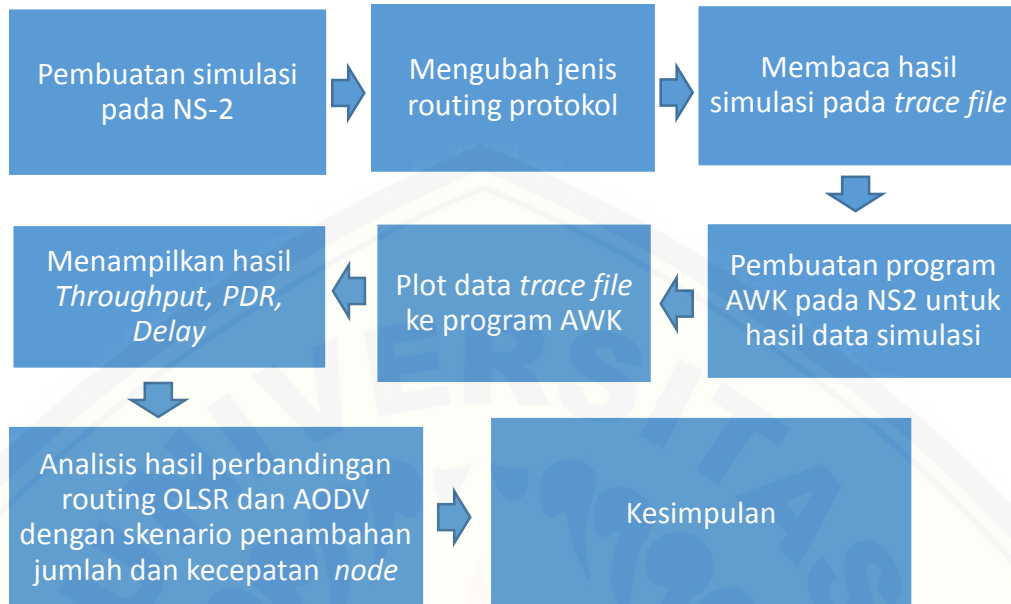 Pembuatan simulasi
pada NS-2
Mengubah jenis
routing protokol
Membaca hasil
simulasi pada trace file
Pembuatan program
AWK pada NS2 untuk
hasil data simulasi
Plot data trace file
ke program AWK
Menampilkan hasil
Throughput, PDR,
Delay
Analisis hasil perbandingan
routing OLSR dan AODV
dengan skenario penambahan
jumlah dan kecepatan node
Kesimpulan
UNIVERSITAS